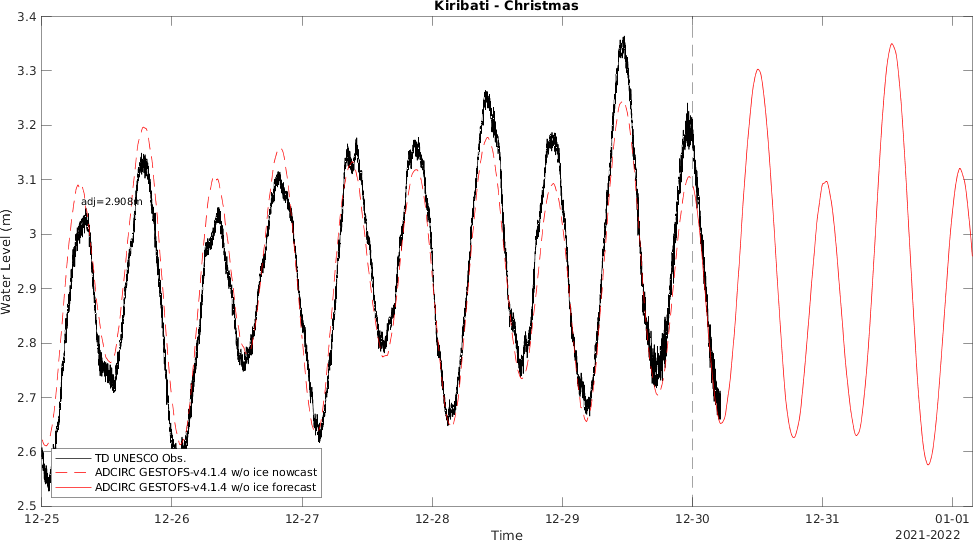 Kiribati - Christmas
3.4
3.3
3.2
3.1
3
2.9
2.8
2.7
2.6
2.5
Water Level (m)
adj=2.908m
TD UNESCO Obs.
ADCIRC GESTOFS-v4.1.4 w/o ice nowcast
ADCIRC GESTOFS-v4.1.4 w/o ice forecast
12-25 12-26 12-27 12-28 12-29 12-30 12-31 01-01
Time
2021-2022